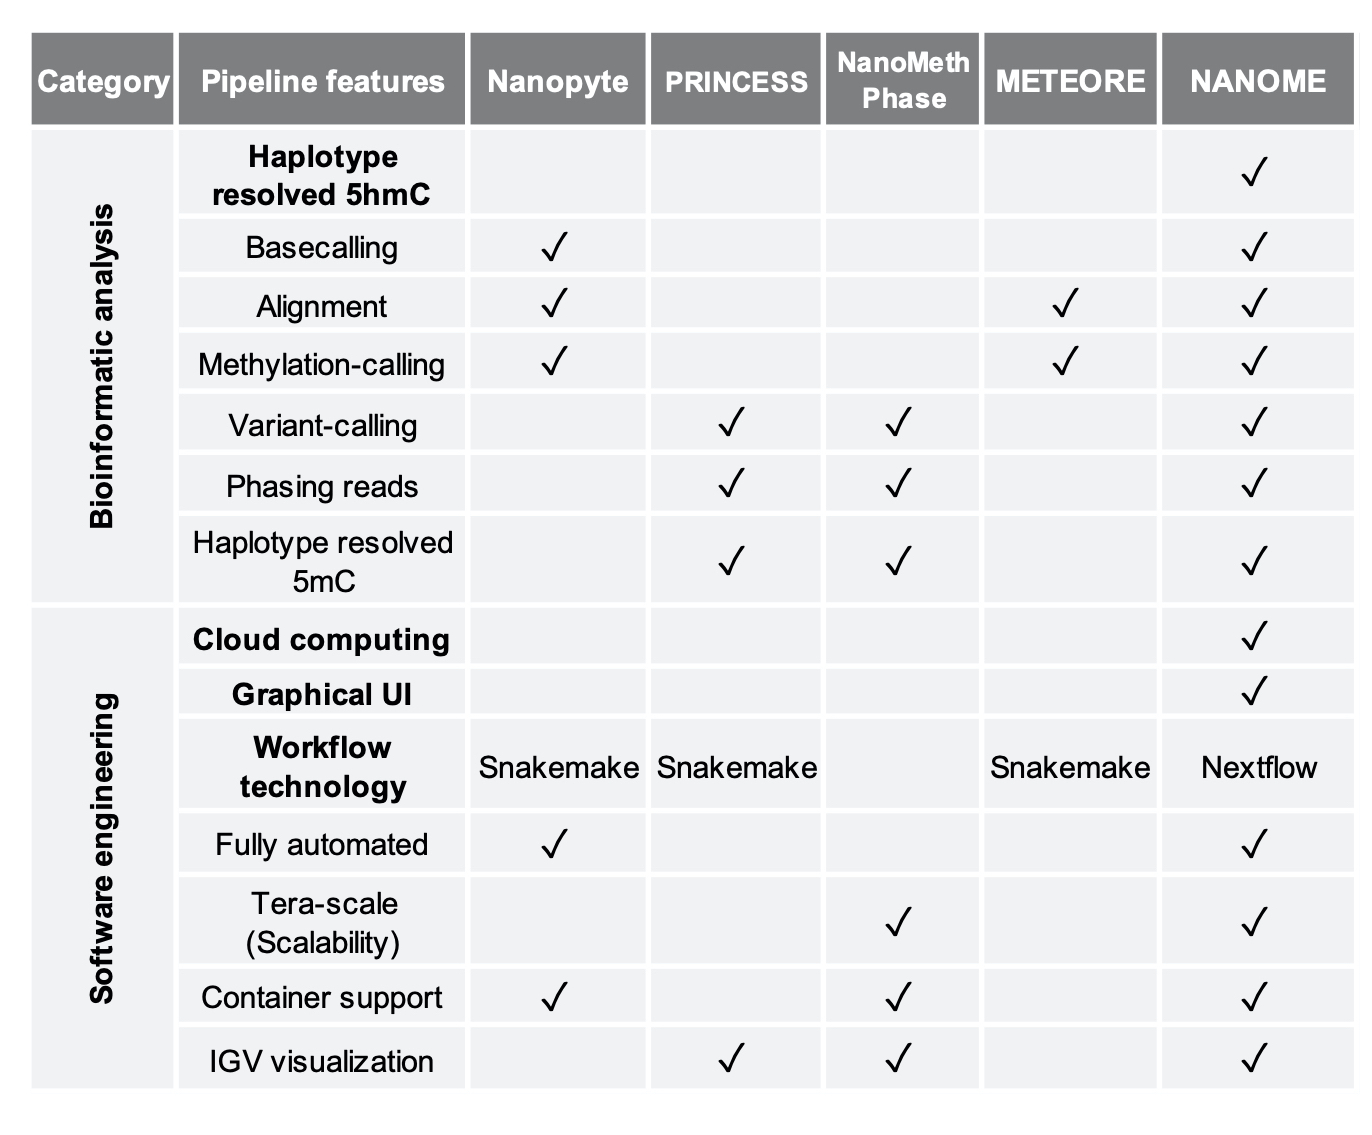 Category Pipeline features Nanopyte PRINCESS NanoMeth METEORE NANOME
Phase
Bioinformatic analysis
Haplotype
resolved 5hmC ✓
Basecalling ✓ ✓
Alignment ✓ ✓ ✓
Methylation-calling ✓ ✓ ✓
Variant-calling ✓ ✓ ✓
Phasing reads ✓ ✓ ✓
Haplotype resolved
5mC ✓ ✓ ✓
Software engineering
Cloud computing ✓
Graphical UI ✓
Workflow
technology Snakemake Snakemake Snakemake Nextflow
Fully automated ✓ ✓
Tera-scale
(Scalability) ✓ ✓
Container support ✓ ✓ ✓
IGV visualization ✓ ✓ ✓